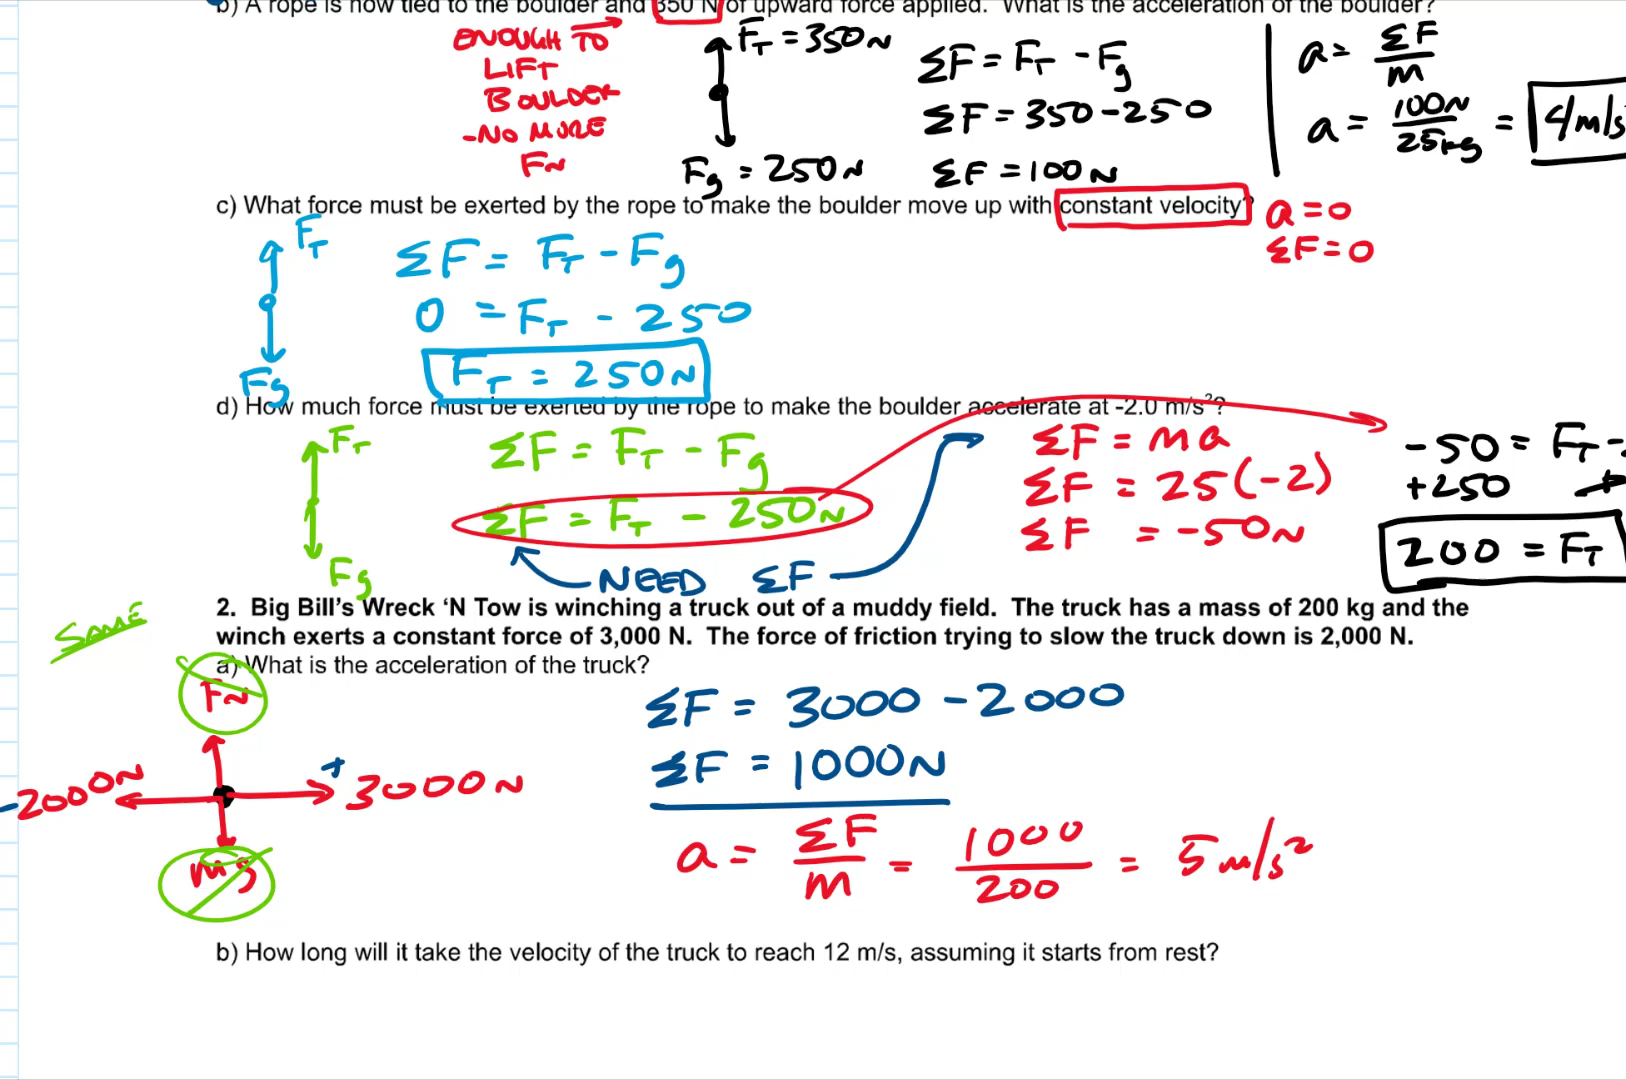 b) A rope is now tied to the boulder and 350 N of upward force applied. What is the acceleration of the boulder?
ENOUGH TO
LIFT
BOULDER
-NO MORE
FN
FT = 350N
Fg = 250N
ΣF = FT - Fg
ΣF = 350-250
ΣF = 100N
a = ΣF/m
a = 100N/25kg = 4m/s
c) What force must be exerted by the rope to make the boulder move up with constant velocity?
a = 0
ΣF = 0
FT
Fg
ΣF = FT - Fg
0 = FT - 250
FT = 250N
d) How much force must be exerted by the rope to make the boulder accelerate at -2.0 m/s²?
FT
Fg
ΣF = FT - Fg
ΣF = FT - 250N
NEED ΣF
ΣF = ma
ΣF = 25(-2)
ΣF = -50N
-50 = FT -
+250 +
200 = FT
2. Big Bill's Wreck 'N Tow is winching a truck out of a muddy field. The truck has a mass of 200 kg and the
winch exerts a constant force of 3,000 N. The force of friction trying to slow the truck down is 2,000 N.
a) What is the acceleration of the truck?
SAME
FN
-2000N
+ 3000N
mg
ΣF = 3000 - 2000
ΣF = 1000N
a = ΣF/m = 1000/200 = 5 m/s²
b) How long will it take the velocity of the truck to reach 12 m/s, assuming it starts from rest?